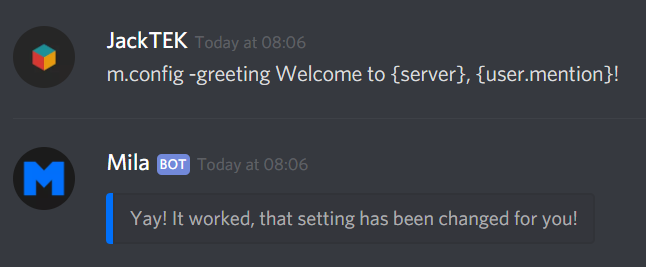 JackTEK Today at 08:06
m.config -greeting Welcome to {server}, {user.mention}!
M
Mila BOT Today at 08:06
Yay! It worked, that setting has been changed for you!